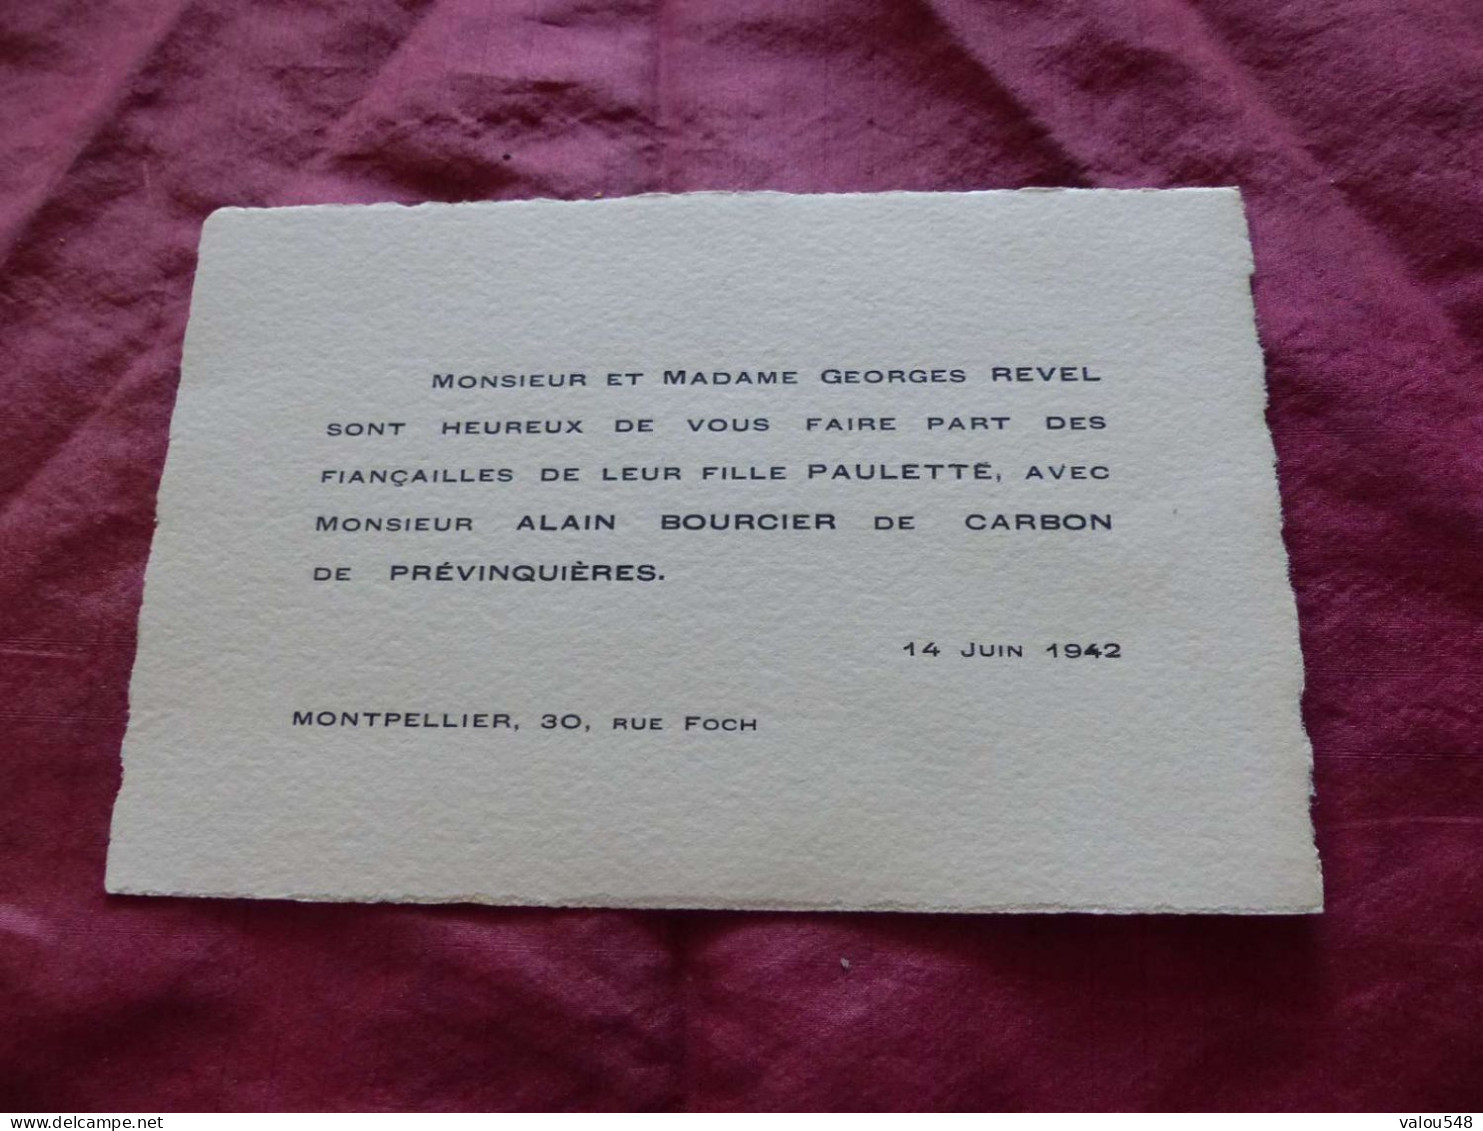 Monsieur et Madame Georges REVEL
sont heureux de vous faire part des
fiançailles de leur fille PAULETTE, avec
Monsieur ALAIN BOURCIER de CARBON
de PRÉVINQUIÈRES.
14 Juin 1942
MONTPELLIER, 30, rue Foch
www.delcampe.net
valou548